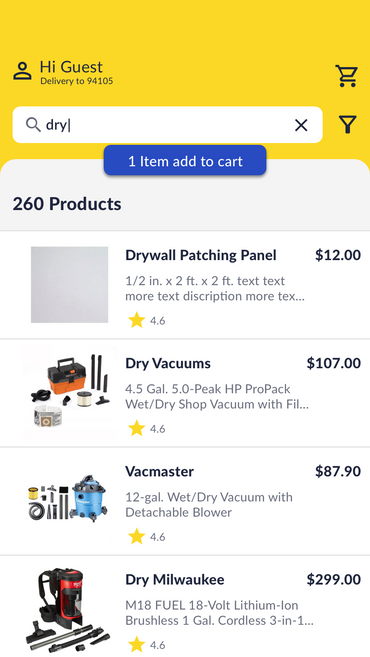 Hi Guest
Delivery to 94105
dry|
1 Item add to cart
260 Products
Drywall Patching Panel $12.00
1/2 in. x 2 ft. x 2 ft. text text
more text discription more tex...
4.6
Dry Vacuums $107.00
4.5 Gal. 5.0-Peak HP ProPack
Wet/Dry Shop Vacuum with Fil...
4.6
Vacmaster $87.90
12-gal. Wet/Dry Vacuum with
Detachable Blower
4.6
Dry Milwaukee $299.00
M18 FUEL 18-Volt Lithium-Ion
Brushless 1 Gal. Cordless 3-in-1...
4.6